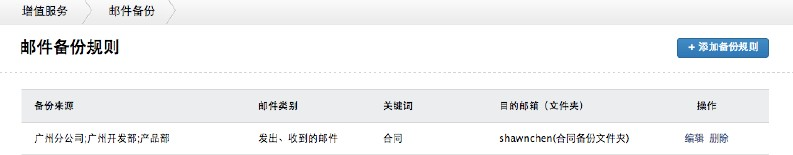 增值服务 邮件备份
邮件备份规则 + 添加备份规则
备份来源 邮件类别 关键词 目的邮箱（文件夹） 操作
广州分公司;广州开发部;产品部 发出、收到的邮件 合同 shawnchen(合同备份文件夹) 编辑 删除